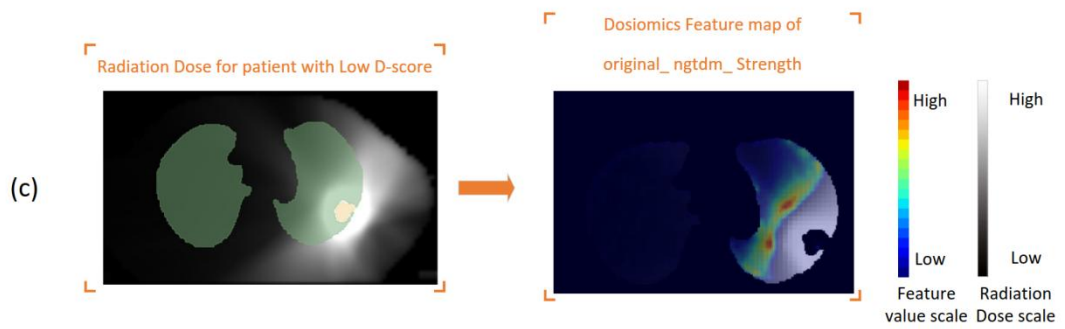 Dosiomics Feature map of
Radiation Dose for patient with Low D-score
original_ ngtdm_ Strength
High
High
(c)
Low
Low
Feature
value scale
Radiation
Dose scale